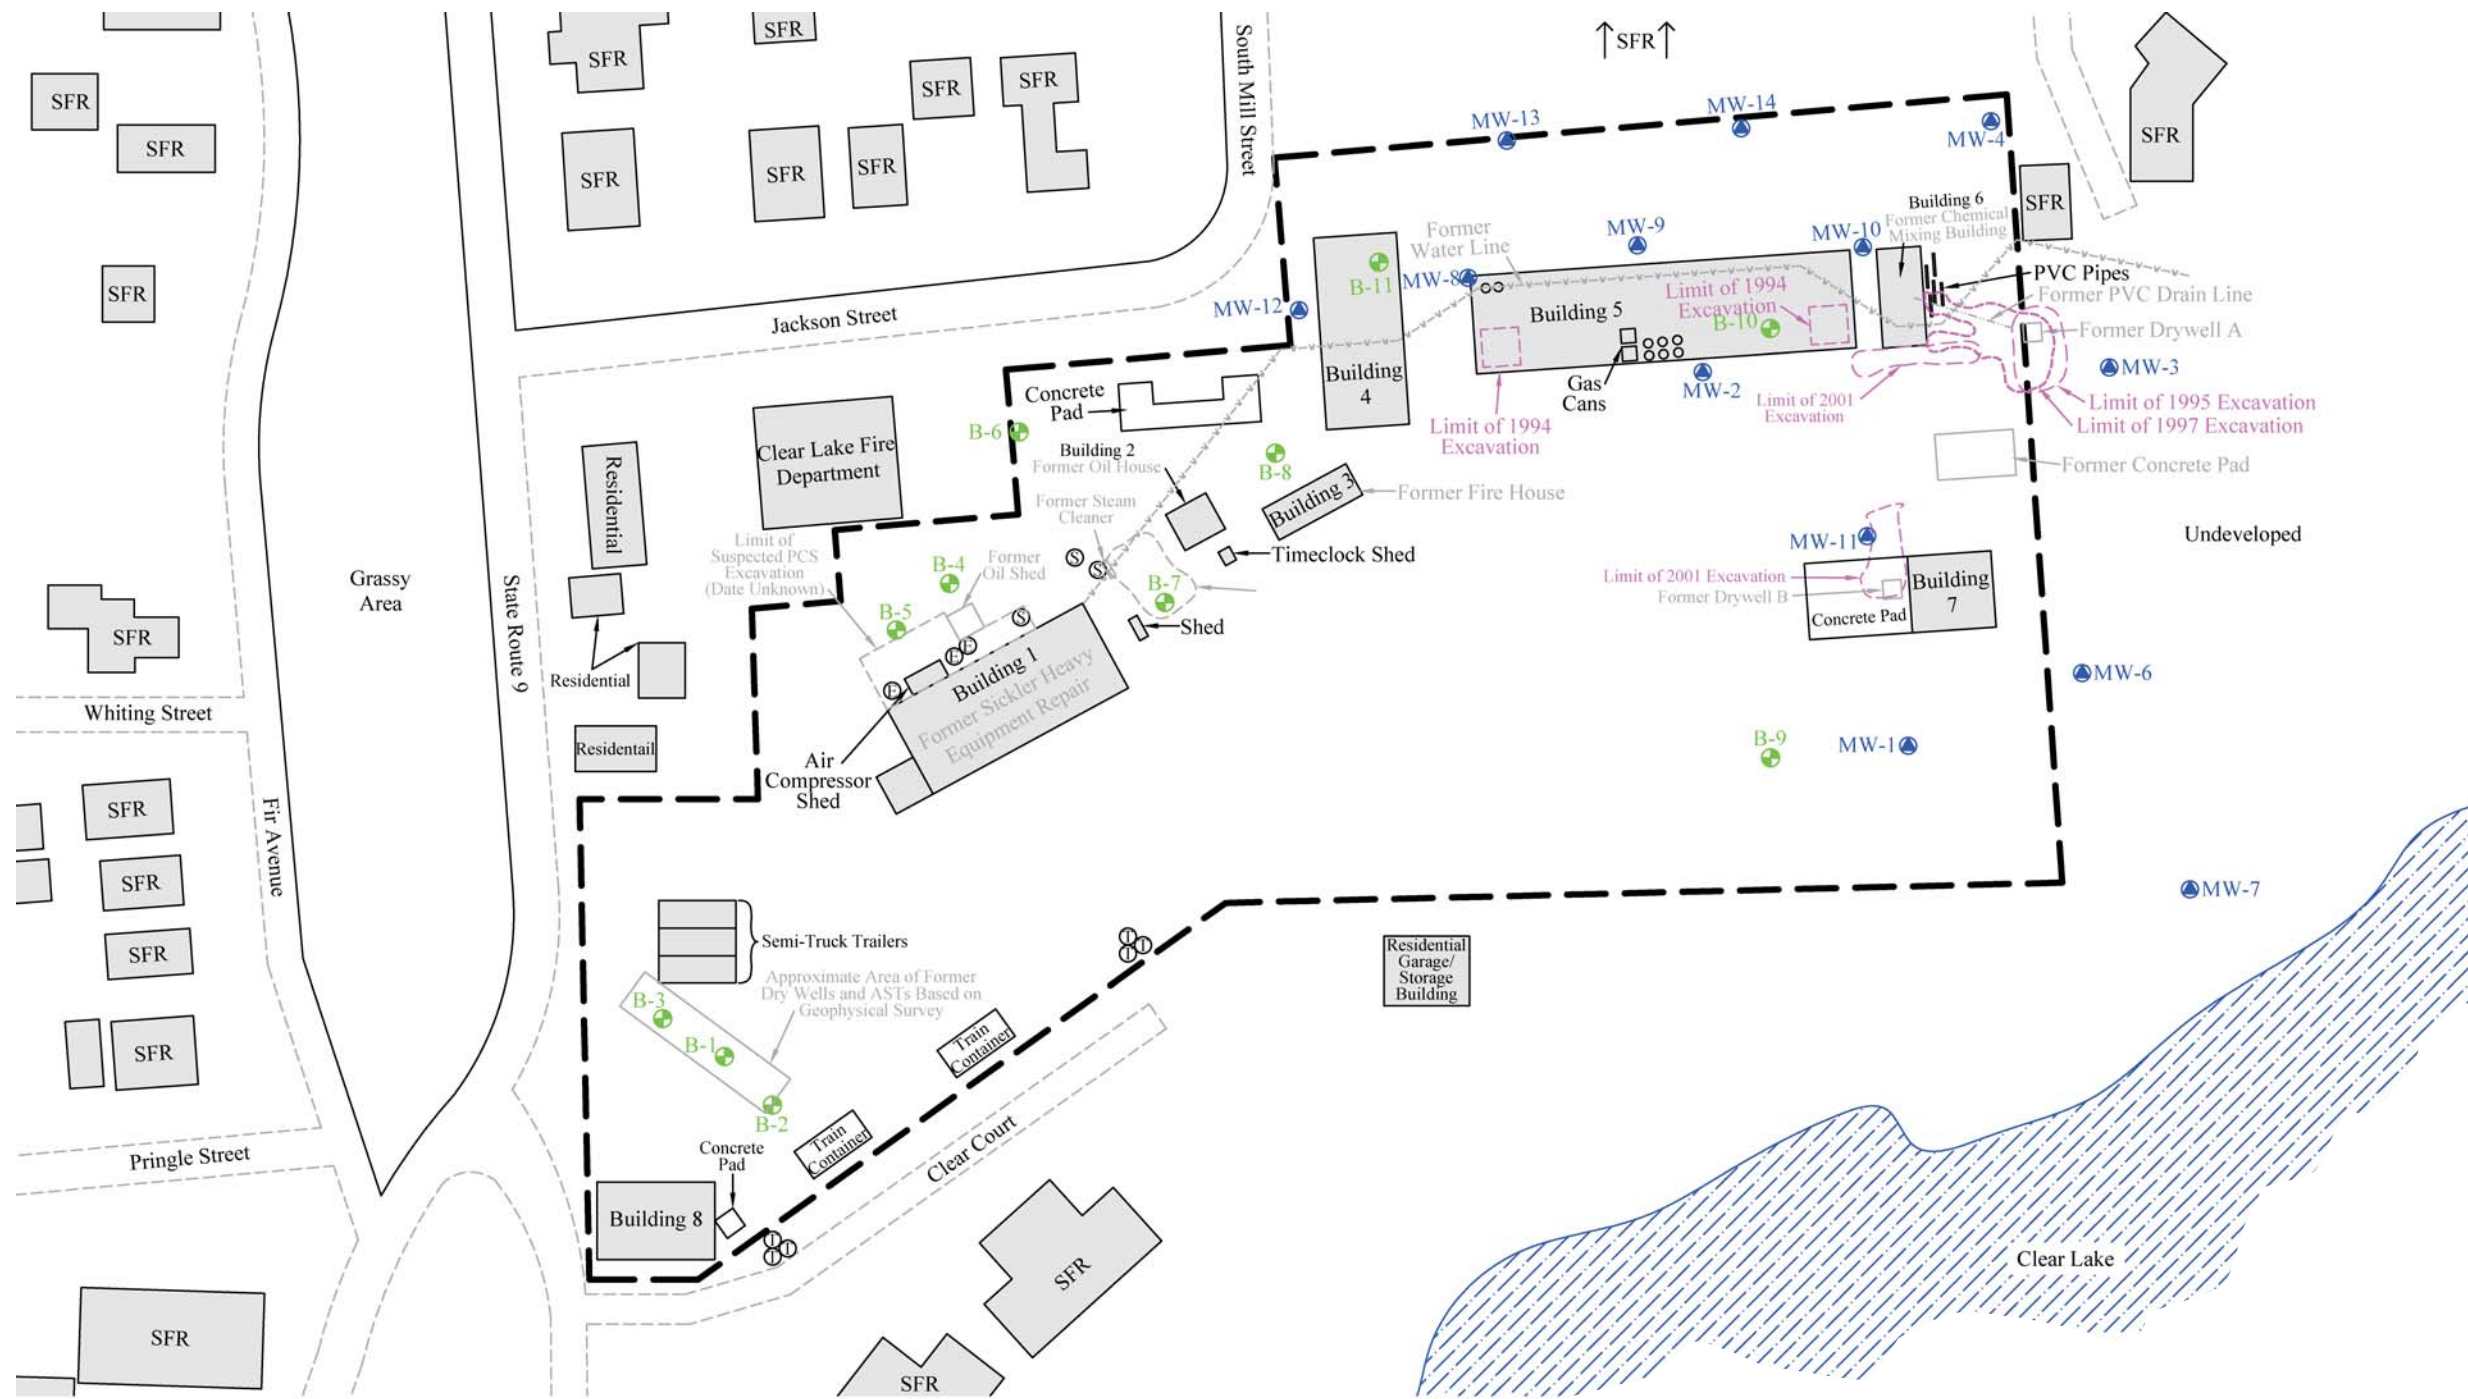 SFR
SFR
SFR
SFR
SFR
SFR
SFR
SFR
SFR
SFR
South Mill Street
↑SFR↑
SFR
SFR
MW-13
MW-14
MW-4
Building 6
Former Chemical
Mixing Building
Former
Water Line
MW-9
MW-10
MW-8
B-11
MW-12
Jackson Street
PVC Pipes
Former PVC Drain Line
Former Drywell A
Limit of 1994
Excavation
Building 5
B-10
MW-3
Building
4
Gas
Cans
MW-2
Limit of 2001
Excavation
Limit of 1995 Excavation
Limit of 1997 Excavation
Limit of 1994
Excavation
Former Concrete Pad
Concrete
Pad
B-6
Clear Lake Fire
Department
Building 2
Former Oil House
B-8
Building 3
Former Fire House
Former Steam
Cleaner
S
S
Timeclock Shed
Residential
Limit of
Suspected PCS
Excavation
(Date Unknown)
B-4
Former
Oil Shed
B-7
B-5
S
Shed
E
E
E
Building 1
Former Sickler Heavy
Equipment Repair
Air
Compressor
Shed
MW-11
Limit of 2001 Excavation
Former Drywell B
Concrete Pad
Building
7
Undeveloped
MW-6
B-9
MW-1
MW-7
Grassy
Area
State Route 9
Residential
Residentail
SFR
Whiting Street
Fir Avenue
SFR
SFR
SFR
SFR
Pringle Street
SFR
Semi-Truck Trailers
Approximate Area of Former
Dry Wells and ASTs Based on
Geophysical Survey
B-3
B-1
B-2
T
T
T
Train
Container
Train
Container
Clear Court
Concrete
Pad
Building 8
T
T
T
Residential
Garage/
Storage
Building
SFR
SFR
Clear Lake